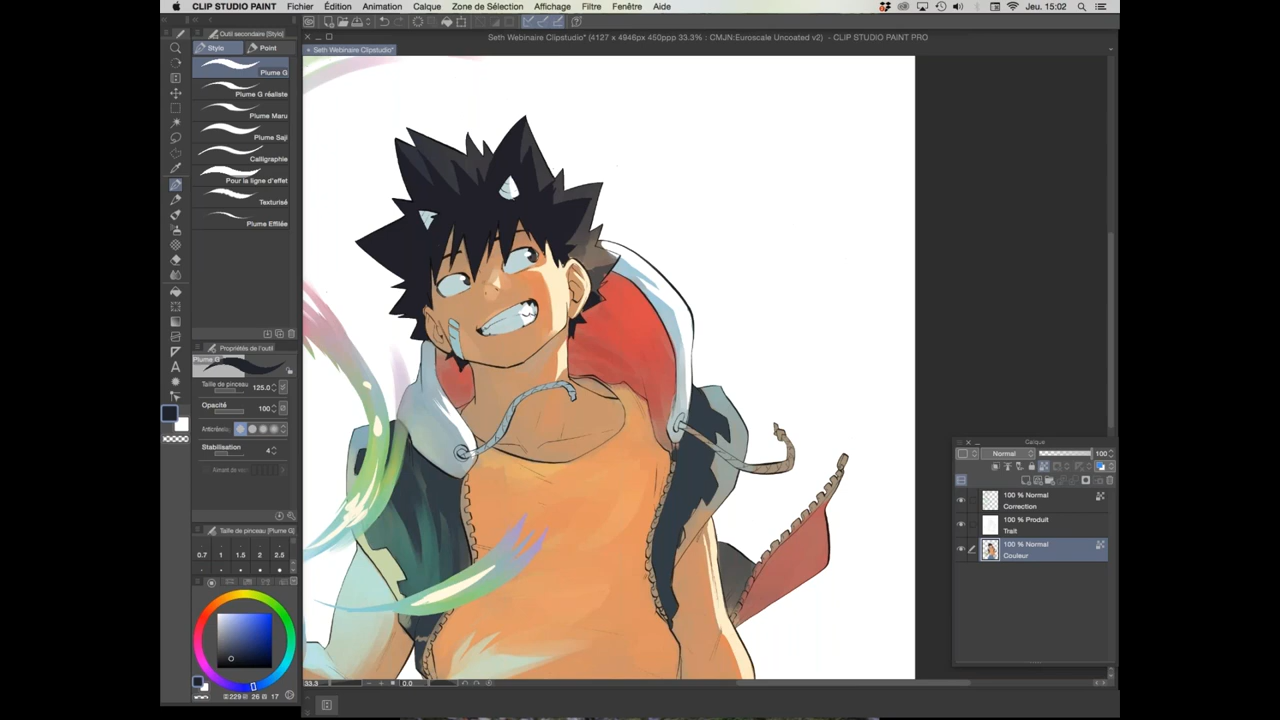 CLIP STUDIO PAINT Fichier Édition Animation Calque Zone de Sélection Affichage Filtre Fenêtre Aide Jeu. 15:02
Seth Webinaire Clipstudio* (4127 x 4946px 450ppp 33.3% : CMJN:Euroscale Uncoated v2) - CLIP STUDIO PAINT PRO
Seth Webinaire Clipstudio*
Outil secondaire [Stylo]
Stylo Point
Plume G
Plume G réaliste
Plume Maru
Plume Saji
Calligraphie
Pour la ligne d'effet
Texturisé
Plume Effilée
Propriétés de l'outil
Plume G
Taille de pinceau 125.0
Opacité 100
Stabilisation 4
Taille de pinceau [Plume G]
0.7 1 1.5 2 2.5
229 26 17
33.3 0.0
Calque
Normal 100
100 % Normal
Correction
100 % Produit
Trait
100 % Normal
Couleur